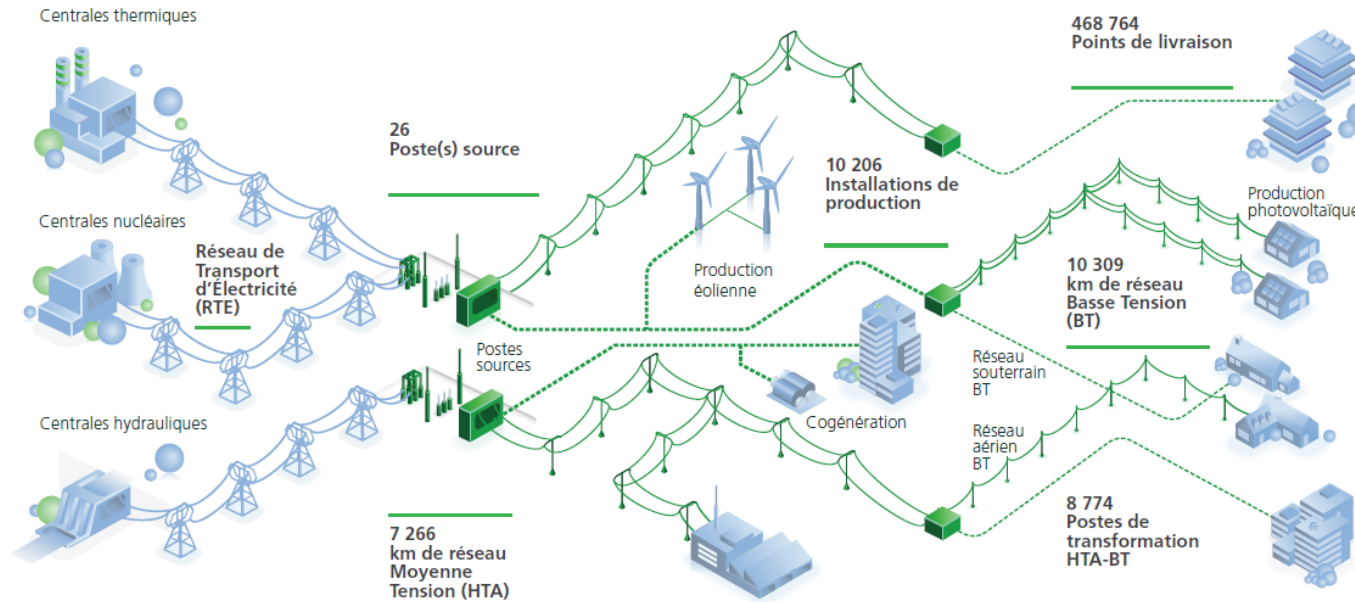 Centrales thermiques
468 764
Points de livraison
26
Poste(s) source
10 206
Installations de
production
Production
photovoltaïque
Centrales nucléaires
Réseau de
Transport
d'Électricité
(RTE)
Production
éolienne
10 309
km de réseau
Basse Tension
(BT)
Postes
sources
Réseau
souterrain
BT
Centrales hydrauliques
Cogénération
Réseau
aérien
BT
7 266
km de réseau
Moyenne
Tension (HTA)
8 774
Postes de
transformation
HTA-BT